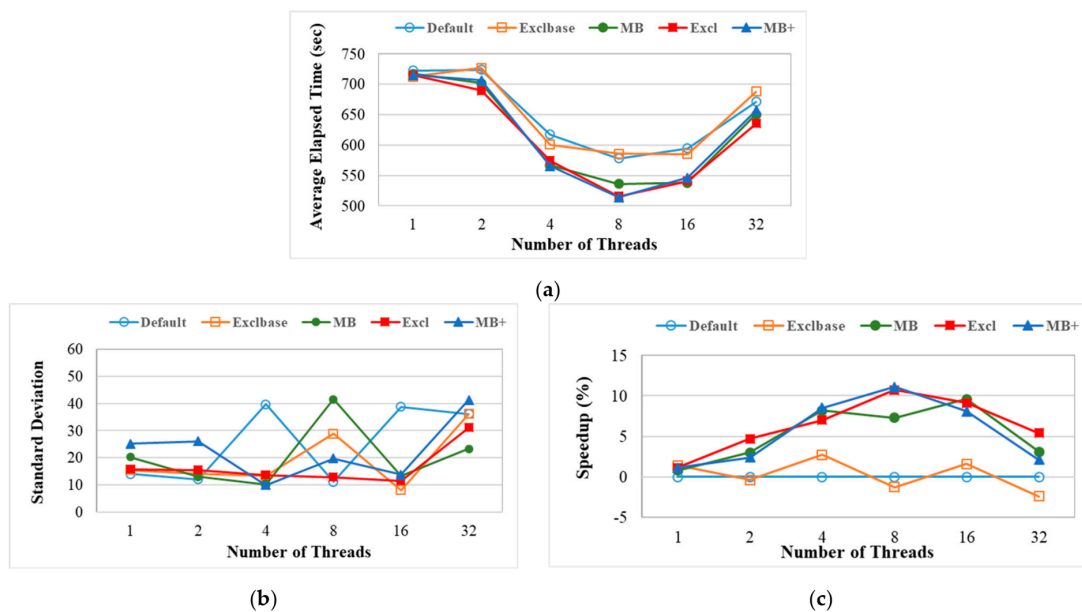 Default Exclbase MB Excl MB+
Average Elapsed Time (sec)
750
700
650
600
550
500
1 2 4 8 16 32
Number of Threads
(a)
Default Exclbase MB Excl MB+
Standard Deviation
60
50
40
30
20
10
0
1 2 4 8 16 32
Number of Threads
(b)
Default Exclbase MB Excl MB+
Speedup (%)
15
10
5
0
-5
1 2 4 8 16 32
Number of Threads
(c)